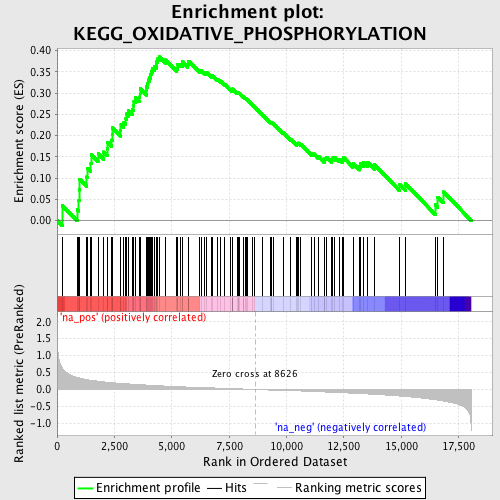 Enrichment plot:
KEGG_OXIDATIVE_PHOSPHORYLATION
Enrichment score (ES)
0.40
0.35
0.30
0.25
0.20
0.15
0.10
0.05
0.00
'na_pos' (positively correlated)
Ranked list metric (PreRanked)
2.0
1.5
1.0
0.5
0.0
-0.5
-1.0
Zero cross at 8626
'na_neg' (negatively correlated)
0
2,500
5,000
7,500
10,000
12,500
15,000
17,500
Rank in Ordered Dataset
Enrichment profile
Hits
Ranking metric scores